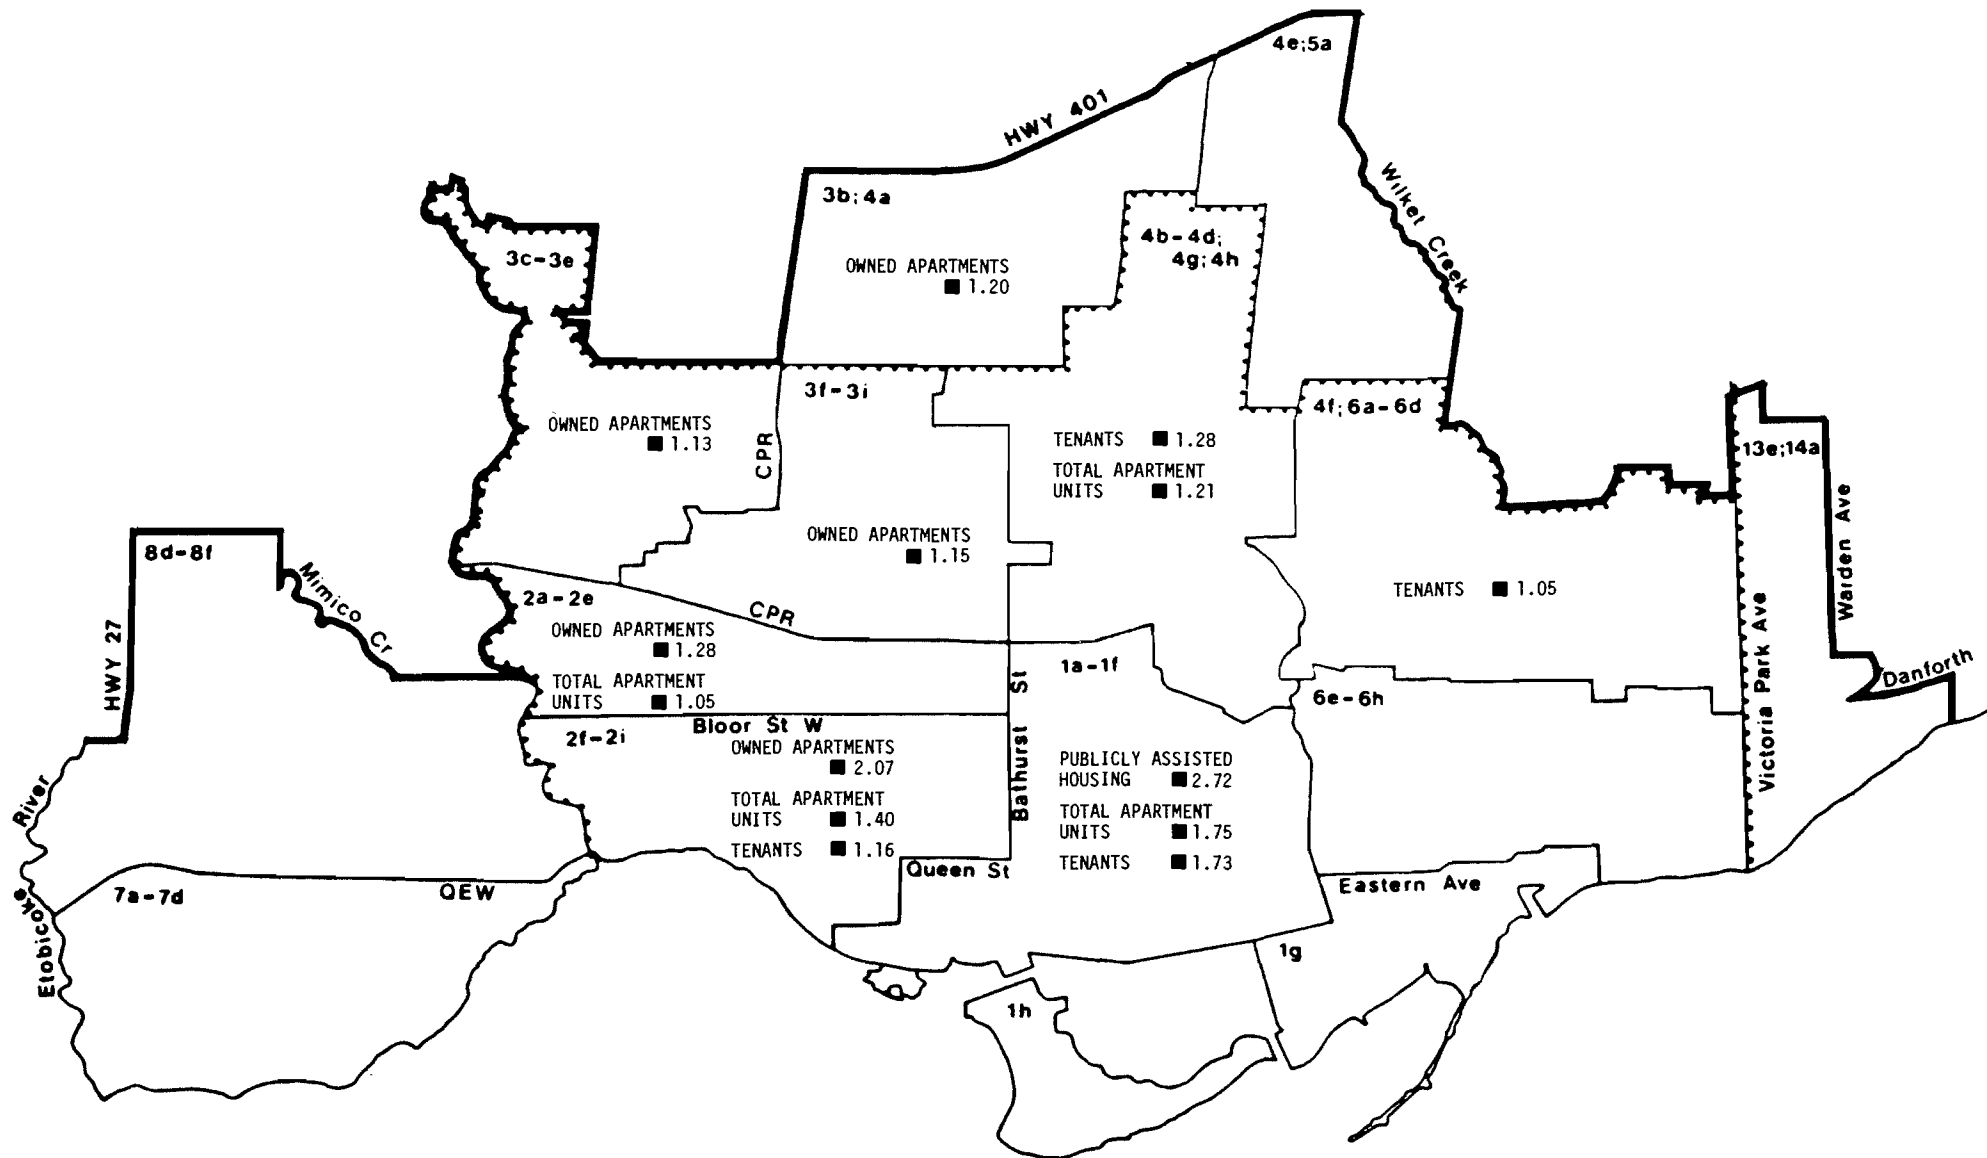 4e;5a
HWY 401
3b;4a
Wilket Creek
4b-4d;
4g;4h
3c-3e
OWNED APARTMENTS
■ 1.20
3f-3i
4f;6a-6d
OWNED APARTMENTS
■ 1.13
CPR
TENANTS ■ 1.28
TOTAL APARTMENT
UNITS ■ 1.21
13e;14a
Warden Ave
8d-8f
Mimico Cr
HWY 27
OWNED APARTMENTS
■ 1.15
TENANTS ■ 1.05
2a-2e
CPR
OWNED APARTMENTS
■ 1.28
TOTAL APARTMENT
UNITS ■ 1.05
1a-1f
Danforth
Victoria Park Ave
6e-6h
Bloor St W
Bathurst St
2f-2i
OWNED APARTMENTS
■ 2.07
TOTAL APARTMENT
UNITS ■ 1.40
TENANTS ■ 1.16
PUBLICLY ASSISTED
HOUSING ■ 2.72
TOTAL APARTMENT
UNITS ■ 1.75
TENANTS ■ 1.73
Queen St
Etobicoke River
QEW
7a-7d
Eastern Ave
1g
1h